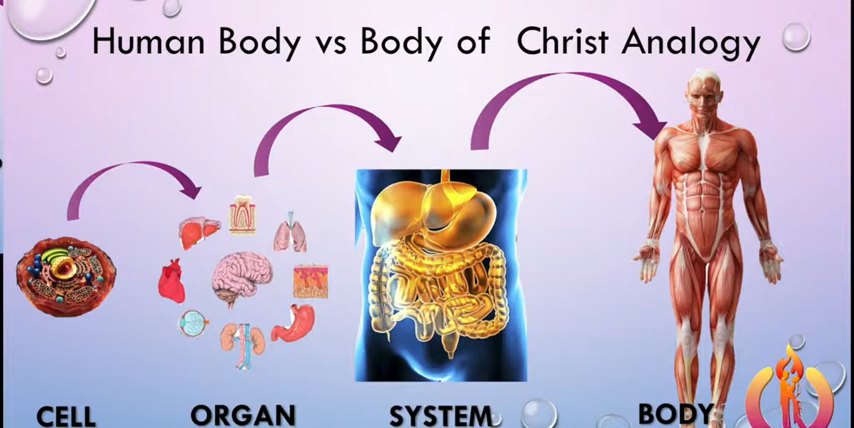 Human Body vs Body of Christ Analogy
CELL
ORGAN
SYSTEM
BODY